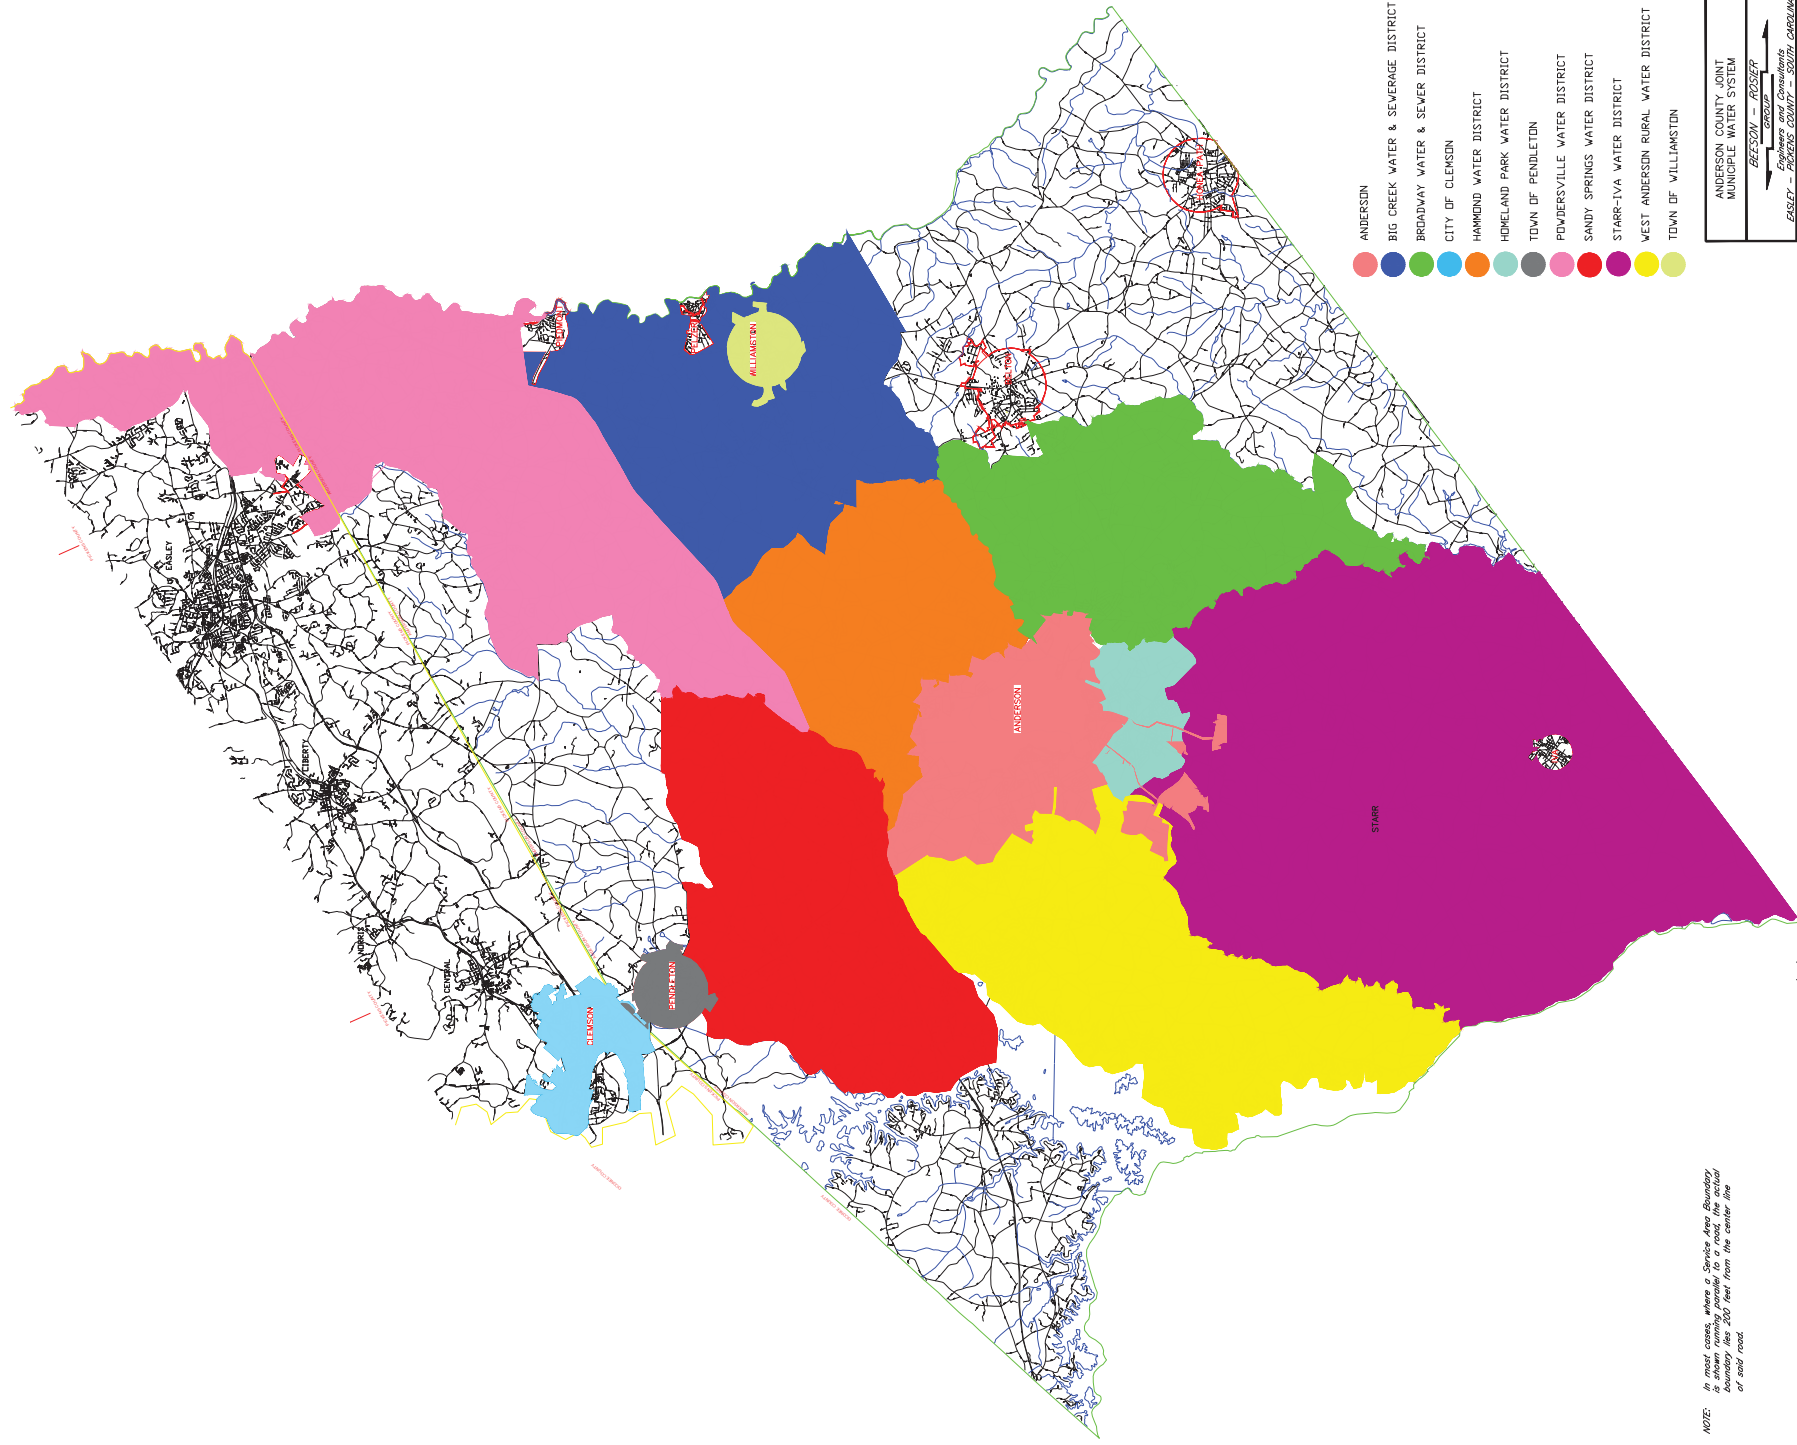 ANDERSON COUNTY JOINT
MUNICIPLE WATER SYSTEM
BEESON - ROSIER
GROUP
Engineers and Consultants
EASLEY - PICKENS COUNTY - SOUTH CAROLINA
ANDERSON
BIG CREEK WATER & SEWERAGE DISTRICT
BROADWAY WATER & SEWER DISTRICT
CITY OF CLEMSON
HAMMOND WATER DISTRICT
HOMELAND PARK WATER DISTRICT
TOWN OF PENDLETON
POWDERSVILLE WATER DISTRICT
SANDY SPRINGS WATER DISTRICT
STARR-IVA WATER DISTRICT
WEST ANDERSON RURAL WATER DISTRICT
TOWN OF WILLIAMSTON
EASLEY
LIBERTY
NORRIS
CENTRAL
CLEMSON
PENDLETON
WILLIAMSTON
ANDERSON
STARR
NOTE: In most cases, where a Service Area Boundary
is shown running parallel to a road, the actual
boundary lies 200 feet from the center line
of said road.